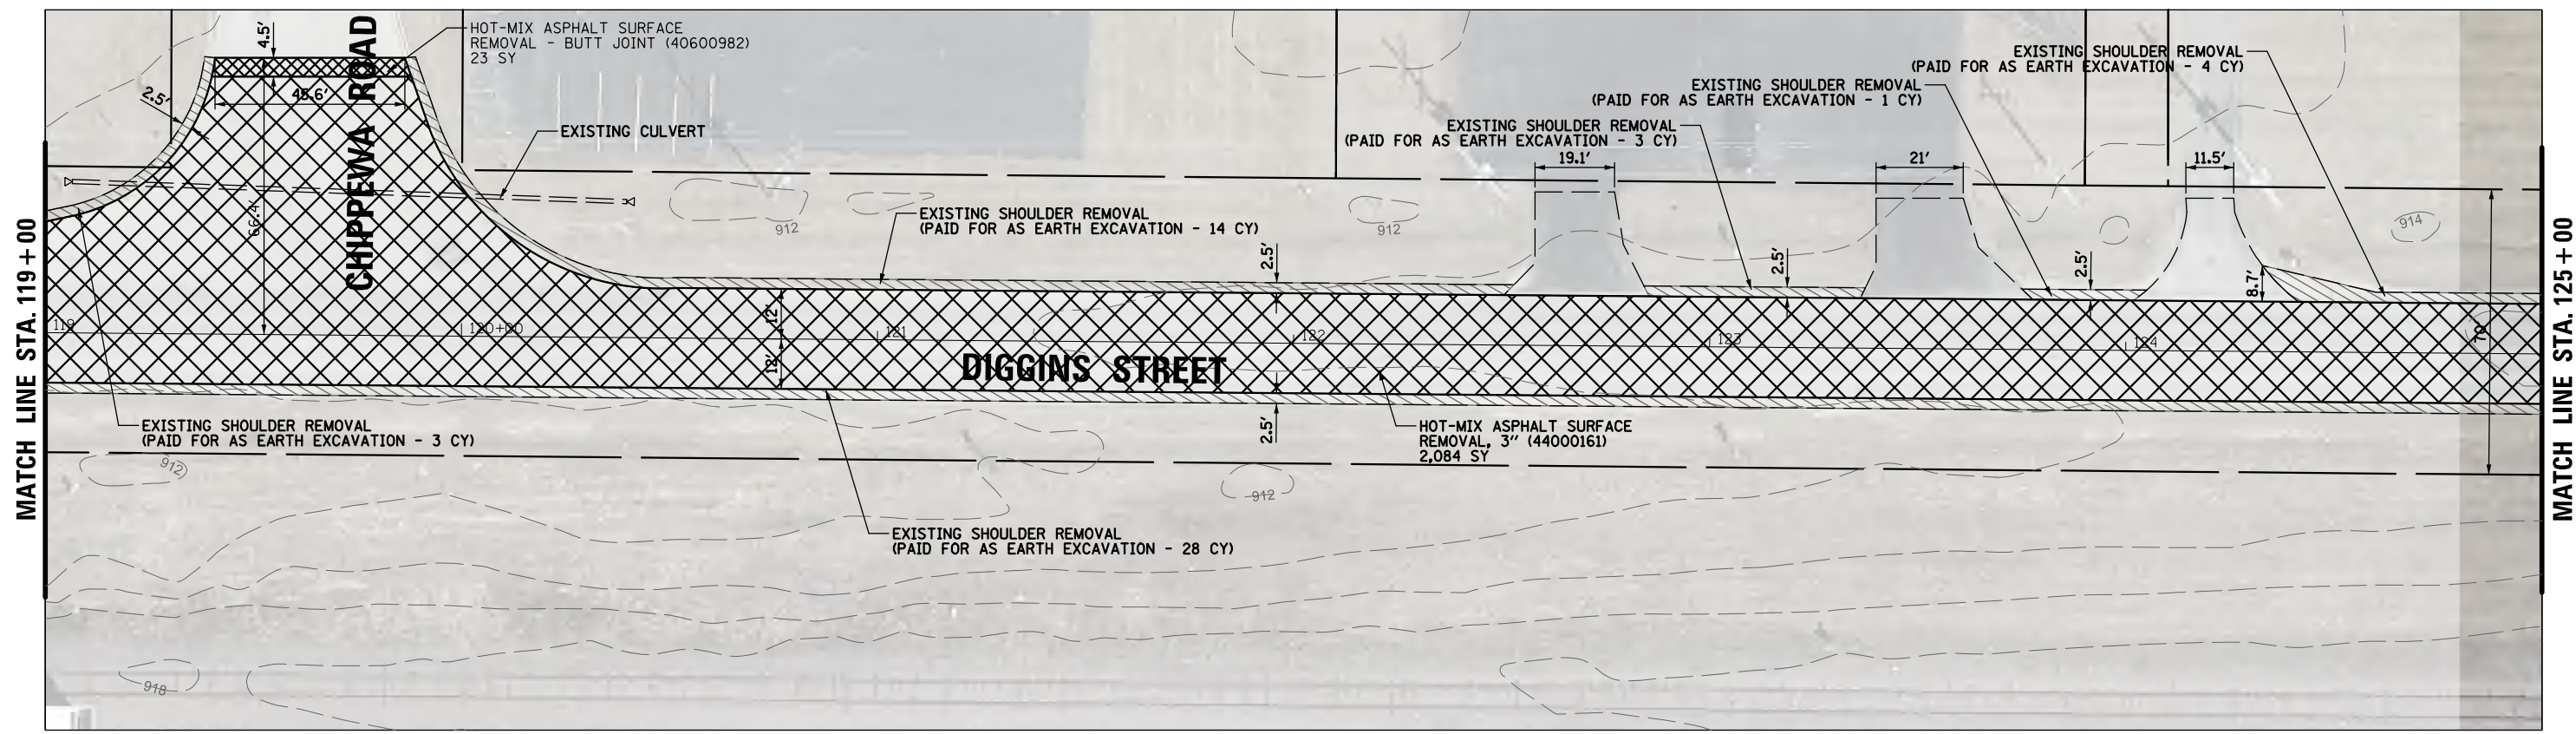 HOT-MIX ASPHALT SURFACE
REMOVAL - BUTT JOINT (40600982)
23 SY
4.5'
CHIPPEWA ROAD
45.6'
2.5'
66.4'
EXISTING CULVERT
EXISTING SHOULDER REMOVAL
(PAID FOR AS EARTH EXCAVATION - 4 CY)
EXISTING SHOULDER REMOVAL
(PAID FOR AS EARTH EXCAVATION - 1 CY)
EXISTING SHOULDER REMOVAL
(PAID FOR AS EARTH EXCAVATION - 3 CY)
19.1'
21'
11.5'
EXISTING SHOULDER REMOVAL
(PAID FOR AS EARTH EXCAVATION - 14 CY)
912
912
914
2.5'
2.5'
2.5'
8.7'
MATCH LINE STA. 119+00
MATCH LINE STA. 125+00
119
120+00
121
122
123
124
12'
12'
70'
DIGGINS STREET
2.5'
EXISTING SHOULDER REMOVAL
(PAID FOR AS EARTH EXCAVATION - 3 CY)
HOT-MIX ASPHALT SURFACE
REMOVAL, 3" (44000161)
2,084 SY
912
912
EXISTING SHOULDER REMOVAL
(PAID FOR AS EARTH EXCAVATION - 28 CY)
918